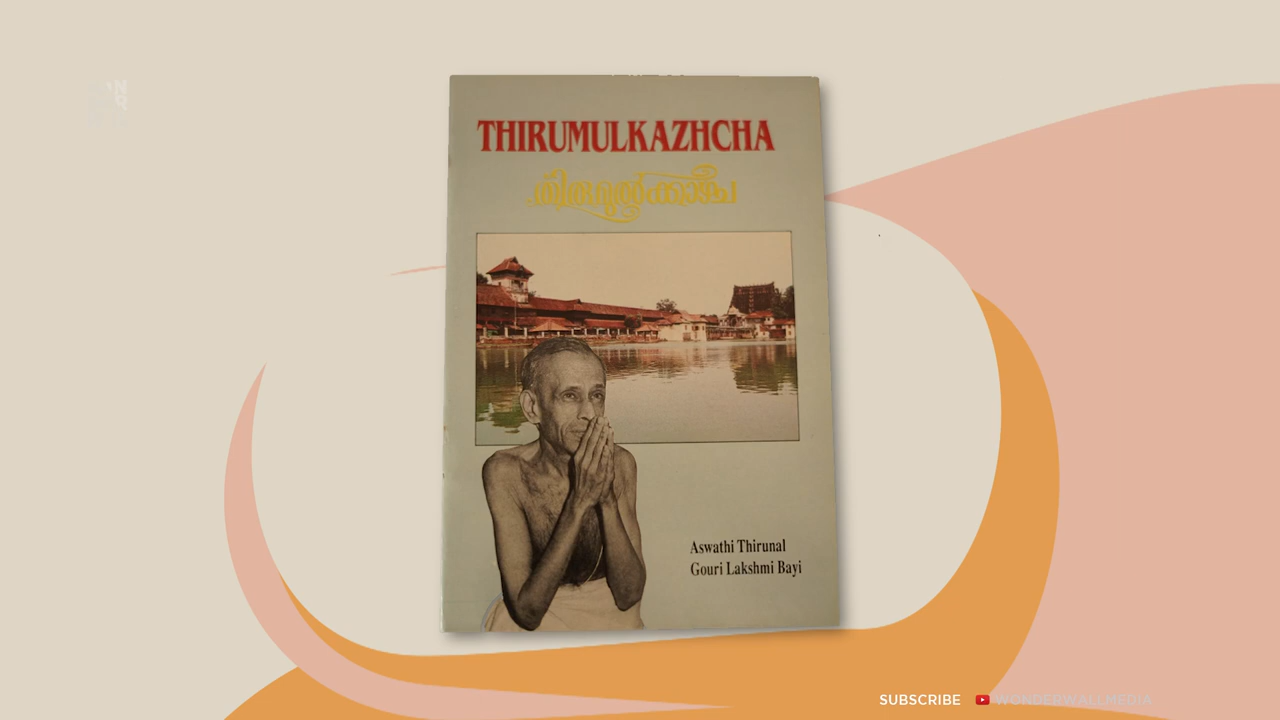 THIRUMULKAZHCHA
തിരുമുൽക്കാഴ്ച
Aswathi Thirunal
Gouri Lakshmi Bayi
SUBSCRIBE WONDERWALLMEDIA